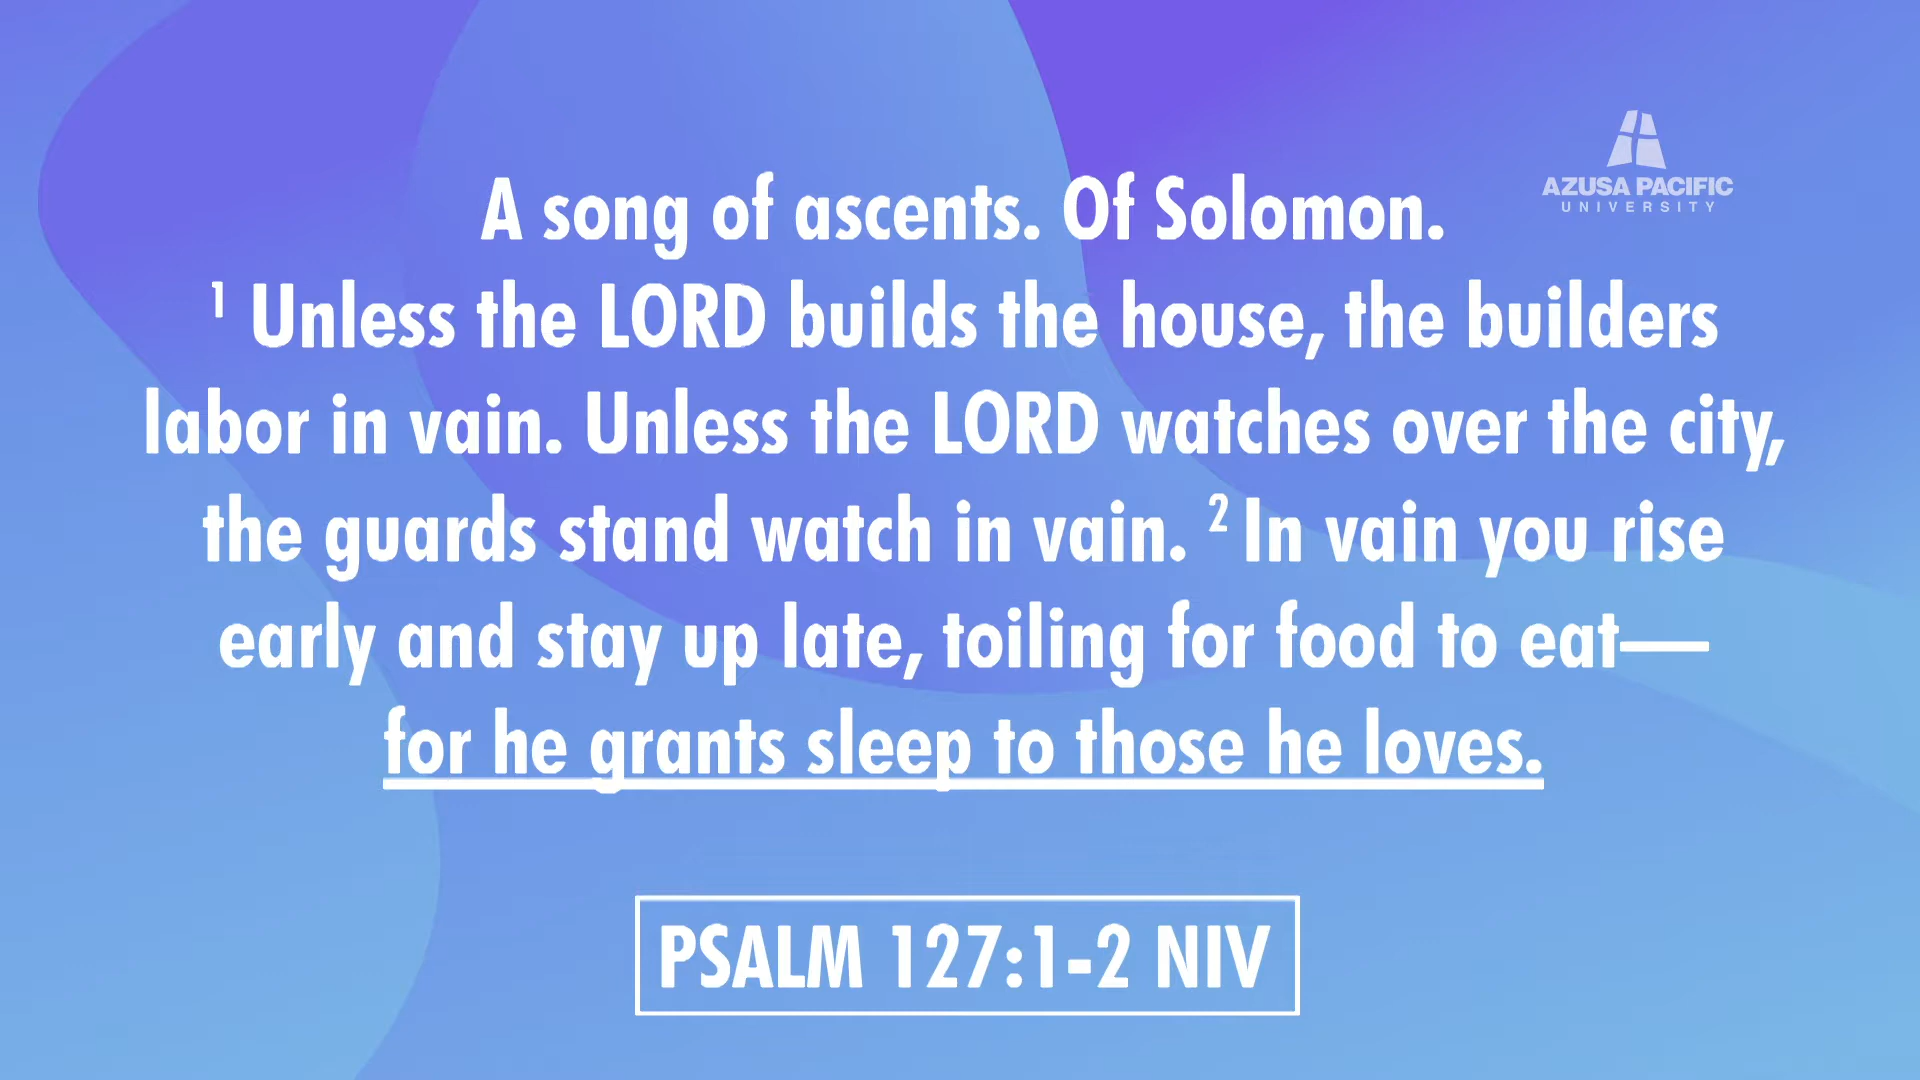 AZUSA PACIFIC
UNIVERSITY
A song of ascents. Of Solomon.
1 Unless the LORD builds the house, the builders
labor in vain. Unless the LORD watches over the city,
the guards stand watch in vain. 2 In vain you rise
early and stay up late, toiling for food to eat—
for he grants sleep to those he loves.
PSALM 127:1-2 NIV